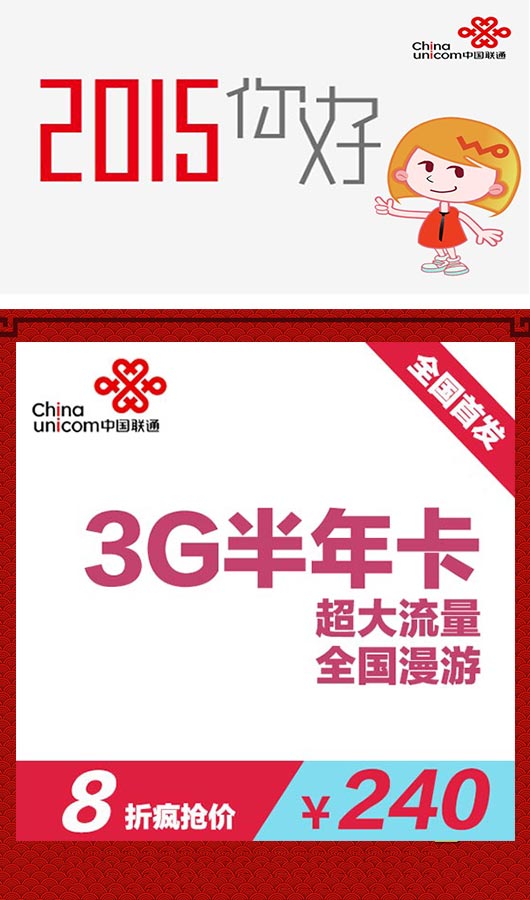 China
unicom中国联通
2015你好
WO
China
unicom中国联通
全国首发
3G半年卡
超大流量
全国漫游
8折疯抢价 ¥240